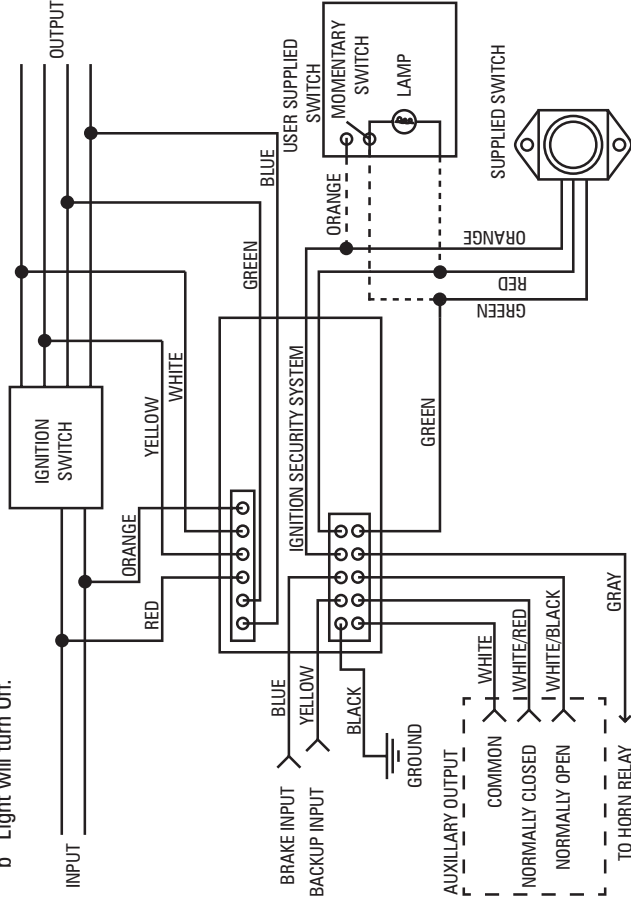 b Light will turn Off.
INPUT
IGNITION
SWITCH
OUTPUT
RED
ORANGE
YELLOW
WHITE
GREEN
BLUE
USER SUPPLIED
SWITCH
MOMENTARY
SWITCH
LAMP
ORANGE
IGNITION SECURITY SYSTEM
SUPPLIED SWITCH
ORANGE
RED
GREEN
GREEN
BRAKE INPUT
BLUE
BACKUP INPUT
YELLOW
BLACK
GROUND
AUXILLARY OUTPUT
COMMON
WHITE
NORMALLY CLOSED
WHITE/RED
NORMALLY OPEN
WHITE/BLACK
TO HORN RELAY
GRAY